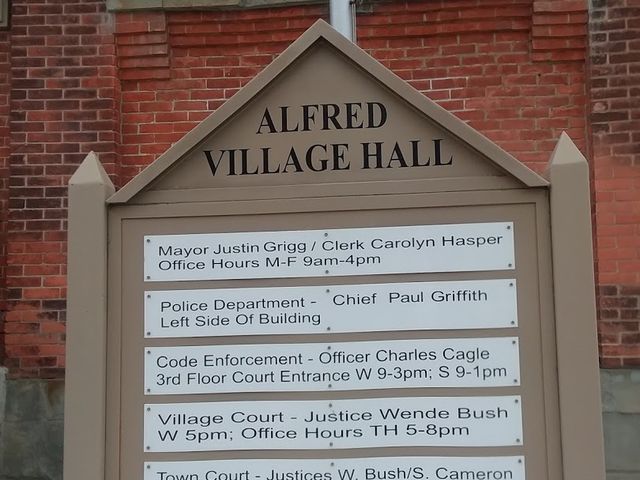 ALFRED
VILLAGE HALL
Mayor Justin Grigg / Clerk Carolyn Hasper
Office Hours M-F 9am-4pm
Police Department - Chief Paul Griffith
Left Side Of Building
Code Enforcement - Officer Charles Cagle
3rd Floor Court Entrance W 9-3pm; S 9-1pm
Village Court - Justice Wende Bush
W 5pm; Office Hours TH 5-8pm
Town Court - Justices W. Bush/S. Cameron